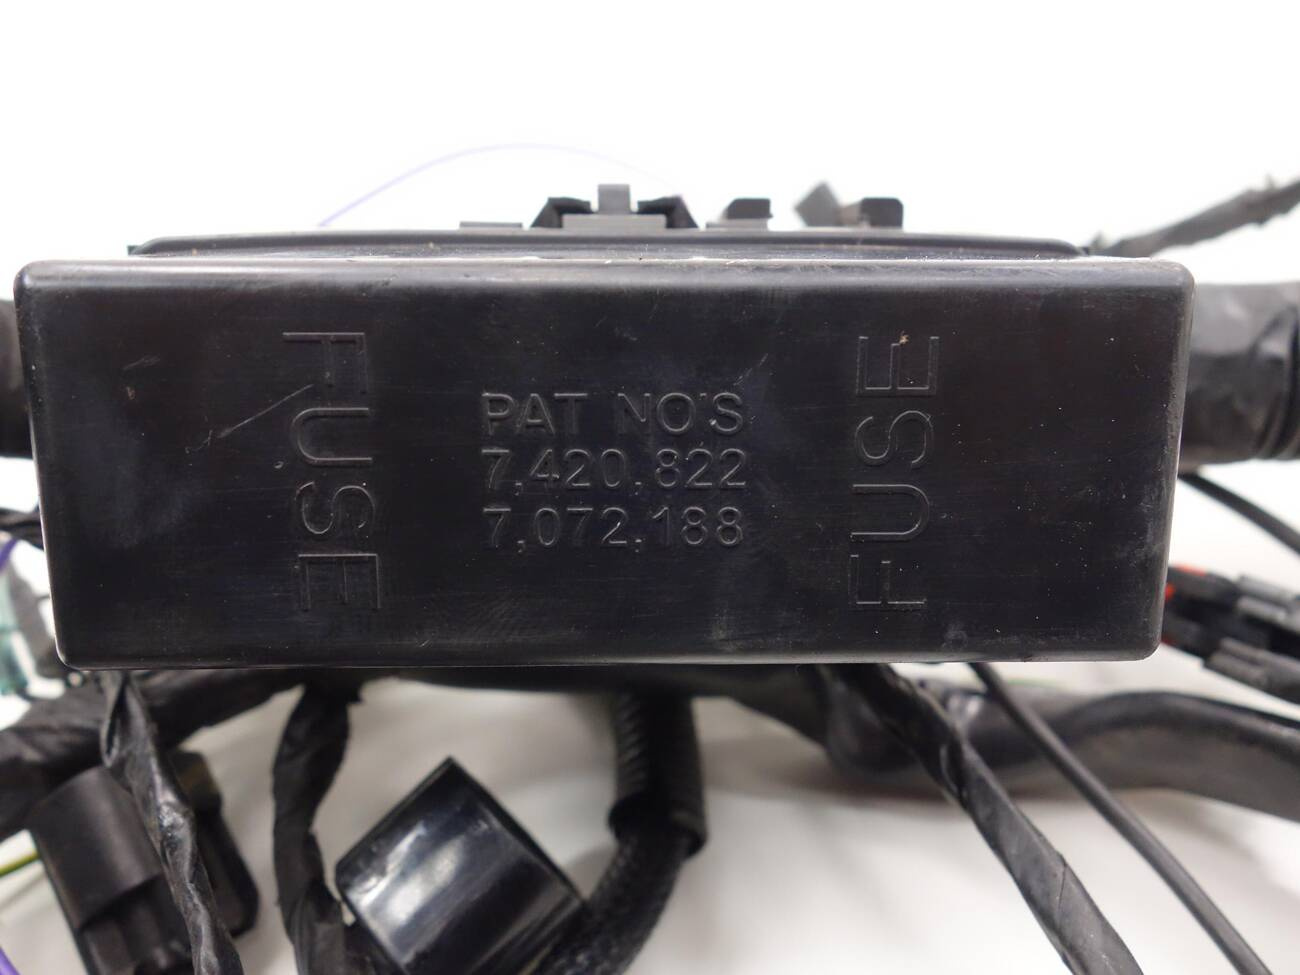 FUSE
PAT NO'S
7,420,822
7,072,188
FUSE